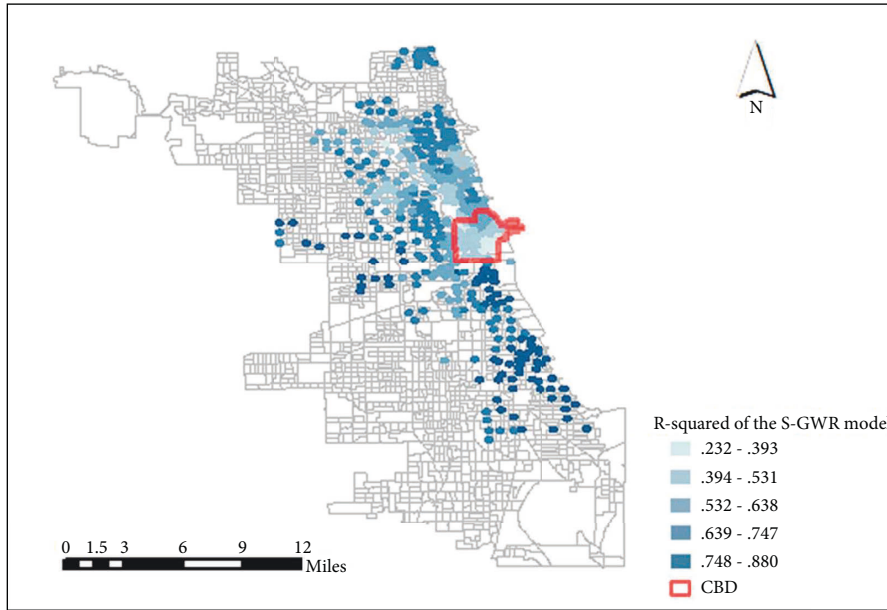 N
R-squared of the S-GWR mode
.232 - .393
.394 - .531
.532 - .638
.639 - .747
.748 - .880
CBD
0 1.5 3 6 9 12
Miles